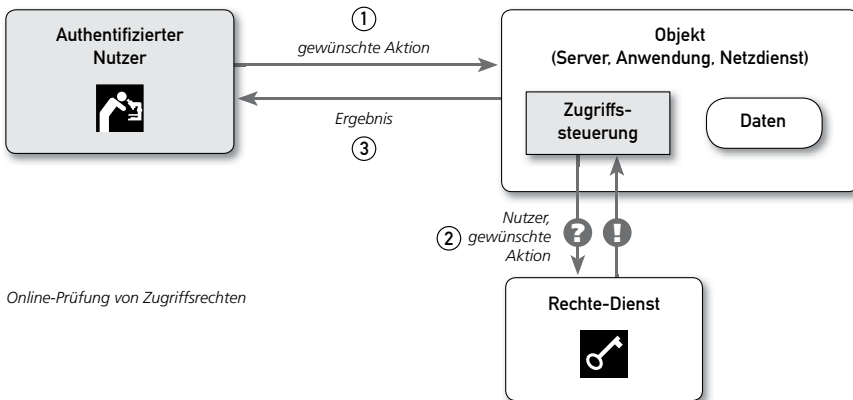 Authentifizierter
Nutzer
1
gewünschte Aktion
Ergebnis
3
Objekt
(Server, Anwendung, Netzdienst)
Zugriffs-
steuerung
Daten
2
Nutzer,
gewünschte
Aktion
?
!
Rechte-Dienst
Online-Prüfung von Zugriffsrechten